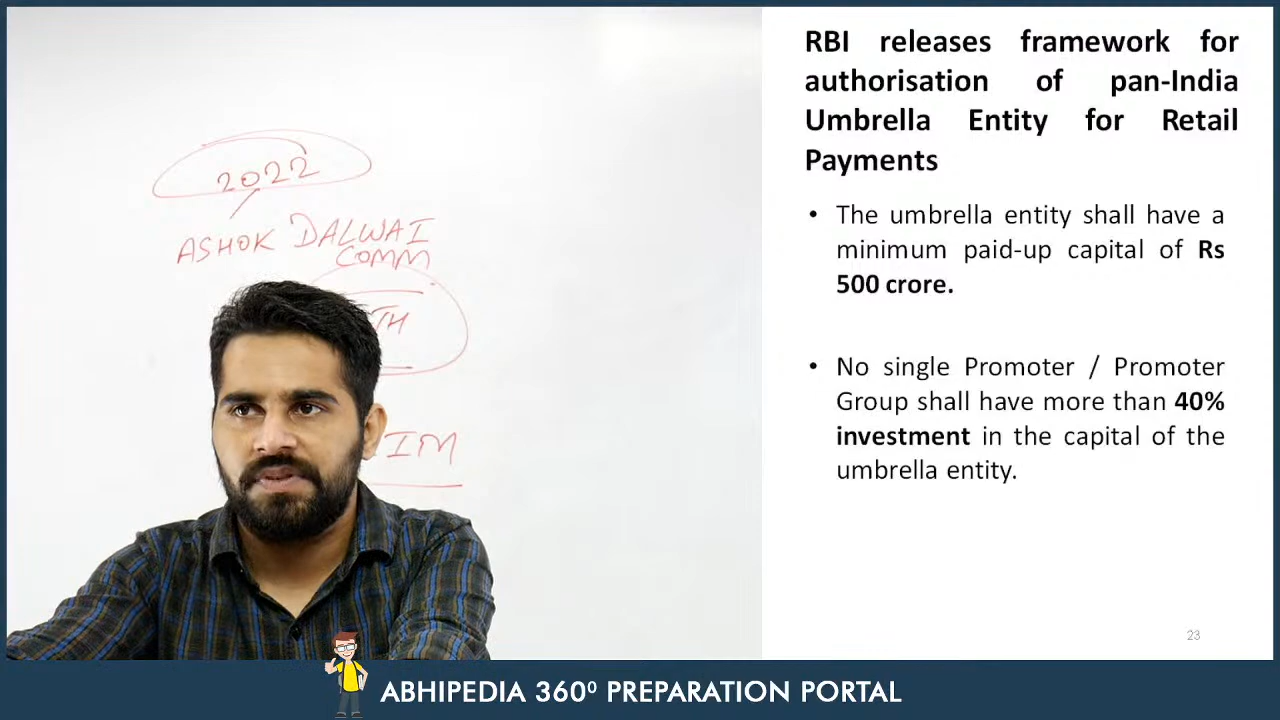 2022
ASHOK DALWAI
COMM
TH
IM
RBI releases framework for
authorisation of pan-India
Umbrella Entity for Retail
Payments
• The umbrella entity shall have a
minimum paid-up capital of Rs
500 crore.
• No single Promoter / Promoter
Group shall have more than 40%
investment in the capital of the
umbrella entity.
23
ABHIPEDIA 360⁰ PREPARATION PORTAL